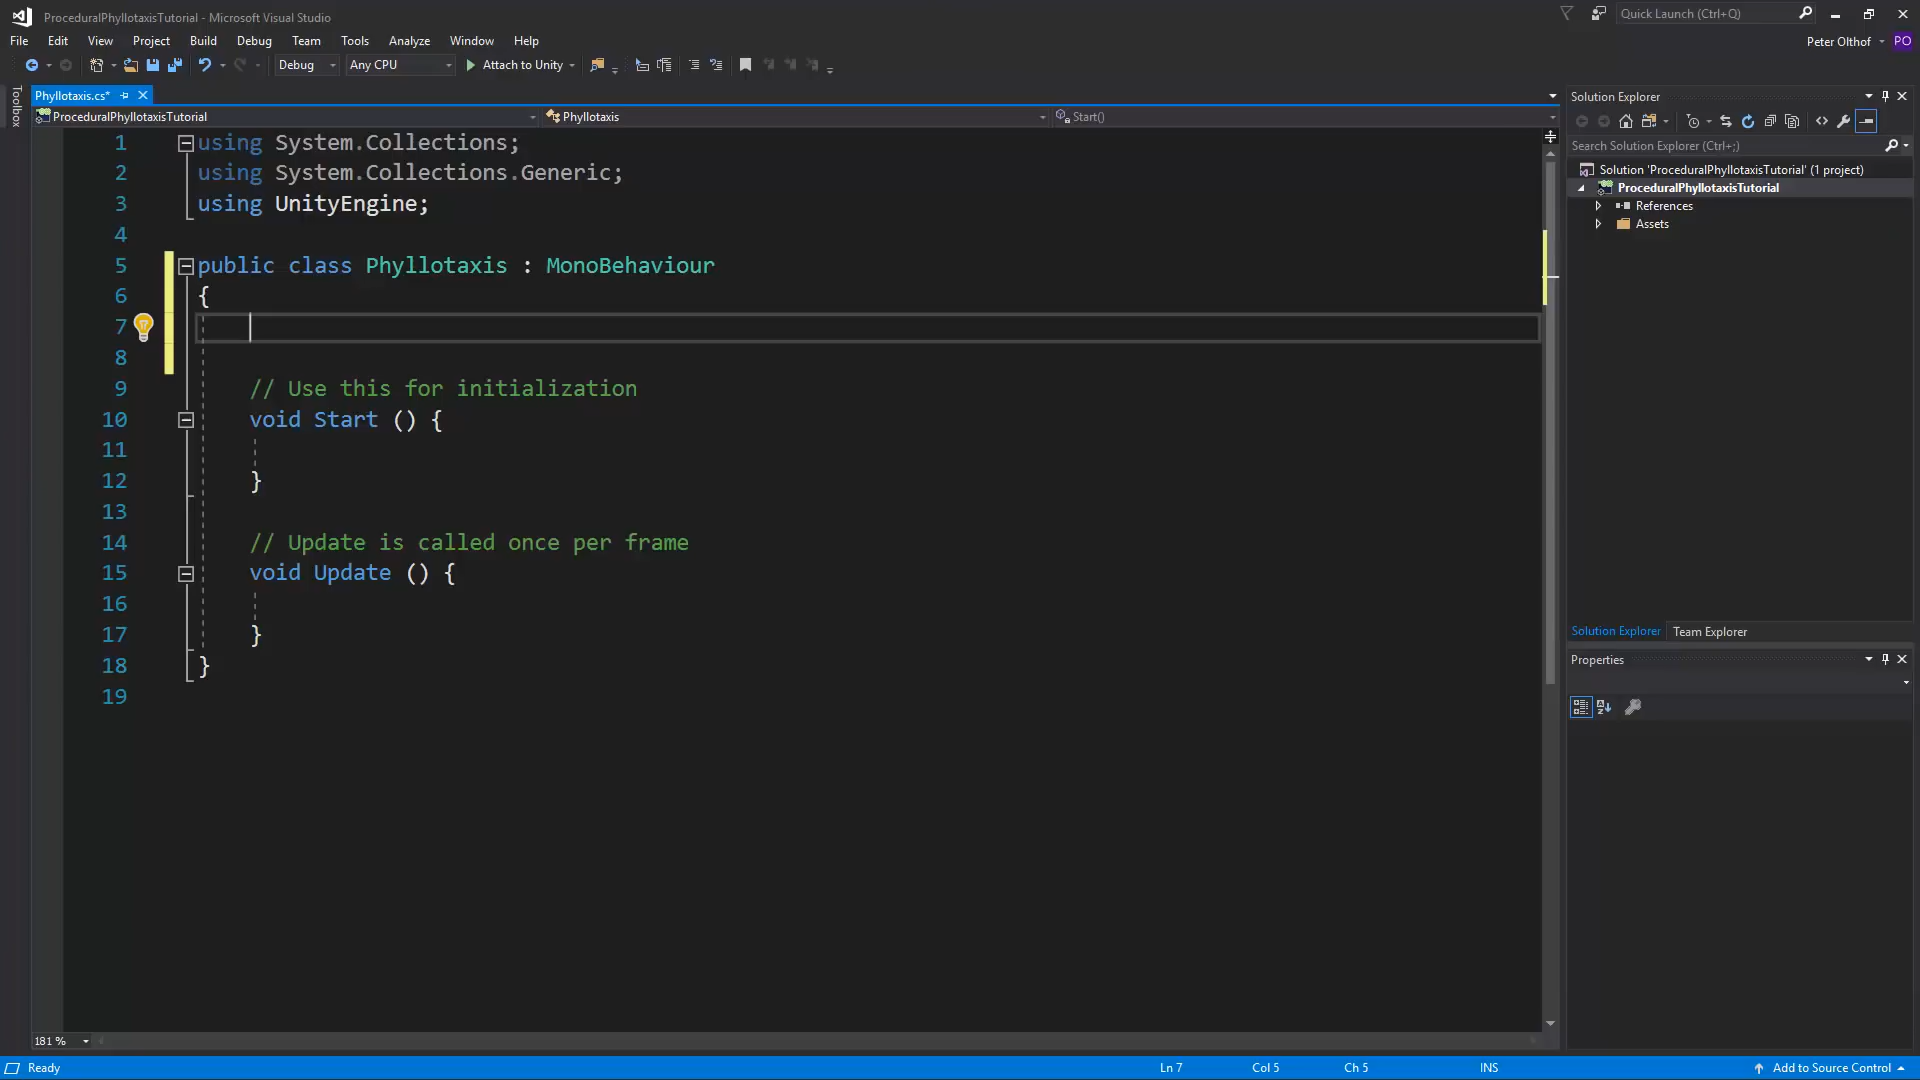 ProceduralPhyllotaxisTutorial - Microsoft Visual Studio
Quick Launch (Ctrl+Q)
File Edit View Project Build Debug Team Tools Analyze Window Help
Peter Olthof PO
Debug Any CPU Attach to Unity
Toolbox
Phyllotaxis.cs*
ProceduralPhyllotaxisTutorial Phyllotaxis Start()
1 using System.Collections;
2 using System.Collections.Generic;
3 using UnityEngine;
4
5 public class Phyllotaxis : MonoBehaviour
6 {
7
8
9 // Use this for initialization
10 void Start () {
11
12 }
13
14 // Update is called once per frame
15 void Update () {
16
17 }
18 }
19
181 %
Solution Explorer
Search Solution Explorer (Ctrl+;)
Solution 'ProceduralPhyllotaxisTutorial' (1 project)
ProceduralPhyllotaxisTutorial
References
Assets
Solution Explorer Team Explorer
Properties
Ready Ln 7 Col 5 Ch 5 INS Add to Source Control